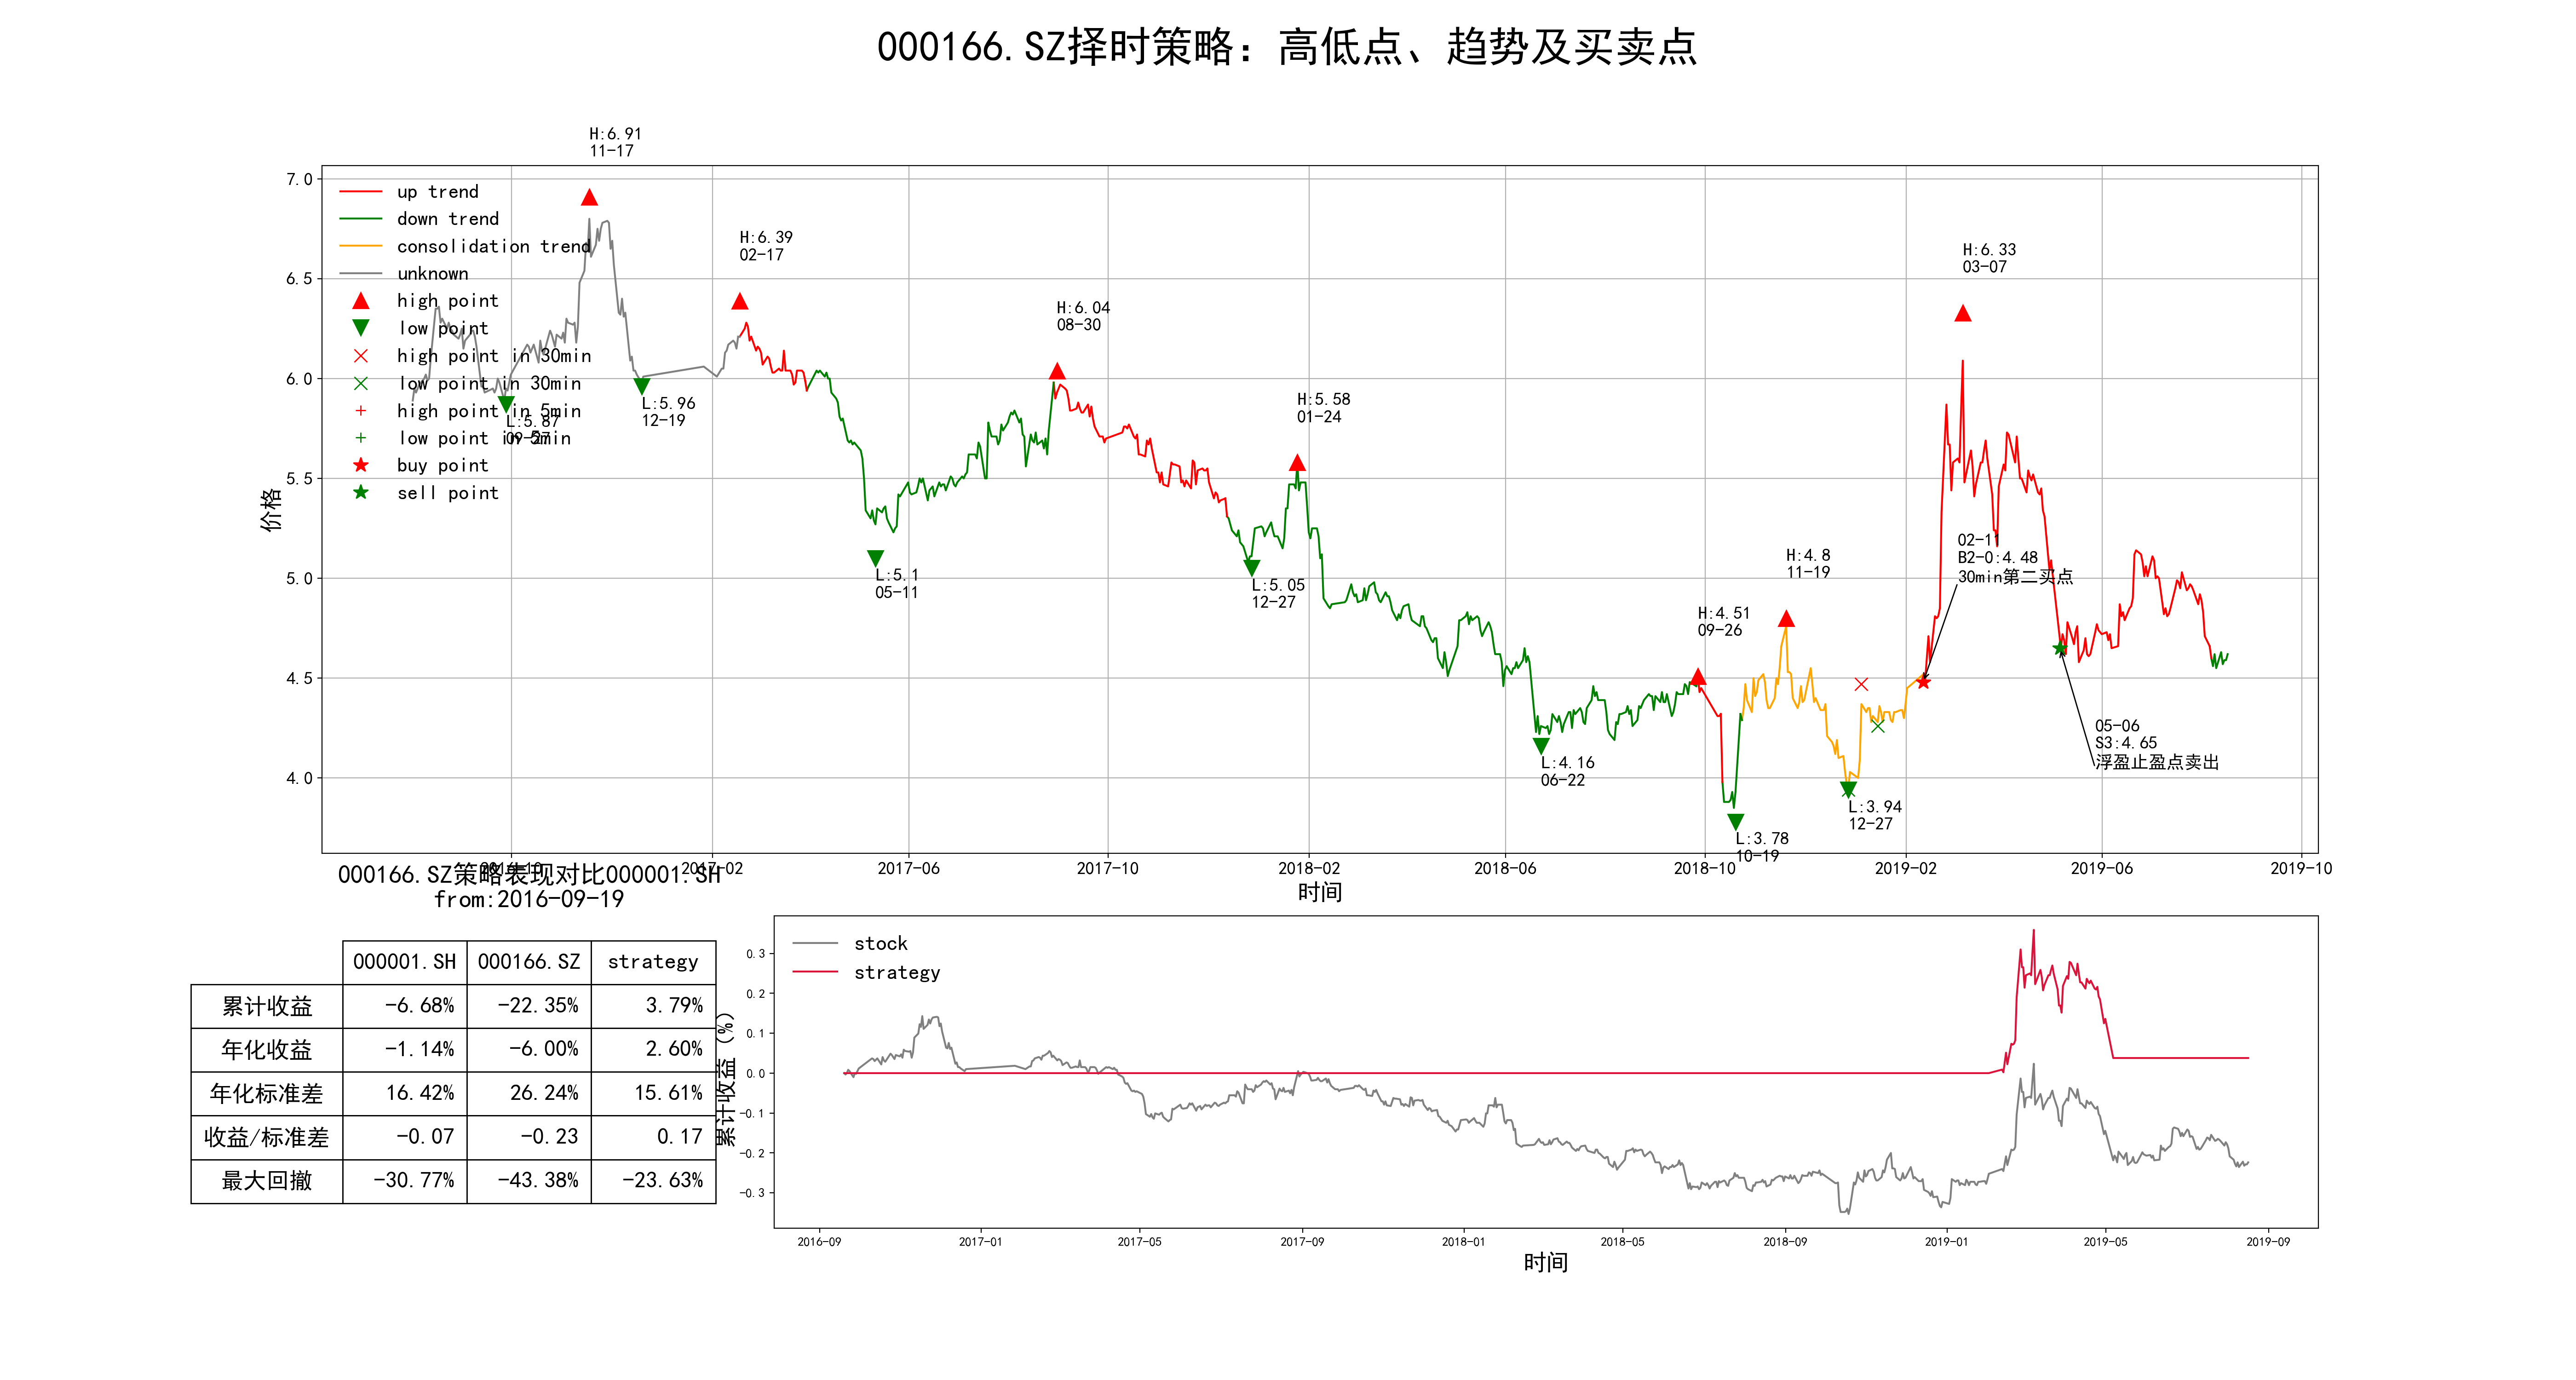 000166.SZ择时策略：高低点、趋势及买卖点
H:6.91
11-17
H:6.39
02-17
H:6.04
08-30
H:5.58
01-24
H:4.51
09-26
H:4.8
11-19
H:6.33
03-07
up trend
down trend
consolidation trend
unknown
high point
low point
high point in 30min
low point in 30min
high point in 5min
low point in 5min
buy point
sell point
L:5.87
09-27
L:5.96
12-19
L:5.1
05-11
L:5.05
12-27
L:4.16
06-22
L:3.78
10-19
L:3.94
12-27
02-11
B2-0:4.48
30min第二买点
05-06
S3:4.65
浮盈止盈点卖出
7.0
6.5
6.0
5.5
5.0
4.5
4.0
价格
2016-10
2017-02
2017-06
2017-10
2018-02
2018-06
2018-10
2019-02
2019-06
2019-10
时间
000166.SZ策略表现对比000001.SH
from:2016-09-19
000001.SH 000166.SZ strategy
累计收益 -6.68% -22.35% 3.79%
年化收益 -1.14% -6.00% 2.60%
年化标准差 16.42% 26.24% 15.61%
收益/标准差 -0.07 -0.23 0.17
最大回撤 -30.77% -43.38% -23.63%
累计收益（%）
stock
strategy
0.3
0.2
0.1
0.0
-0.1
-0.2
-0.3
2016-09
2017-01
2017-05
2017-09
2018-01
2018-05
2018-09
2019-01
2019-05
2019-09
时间